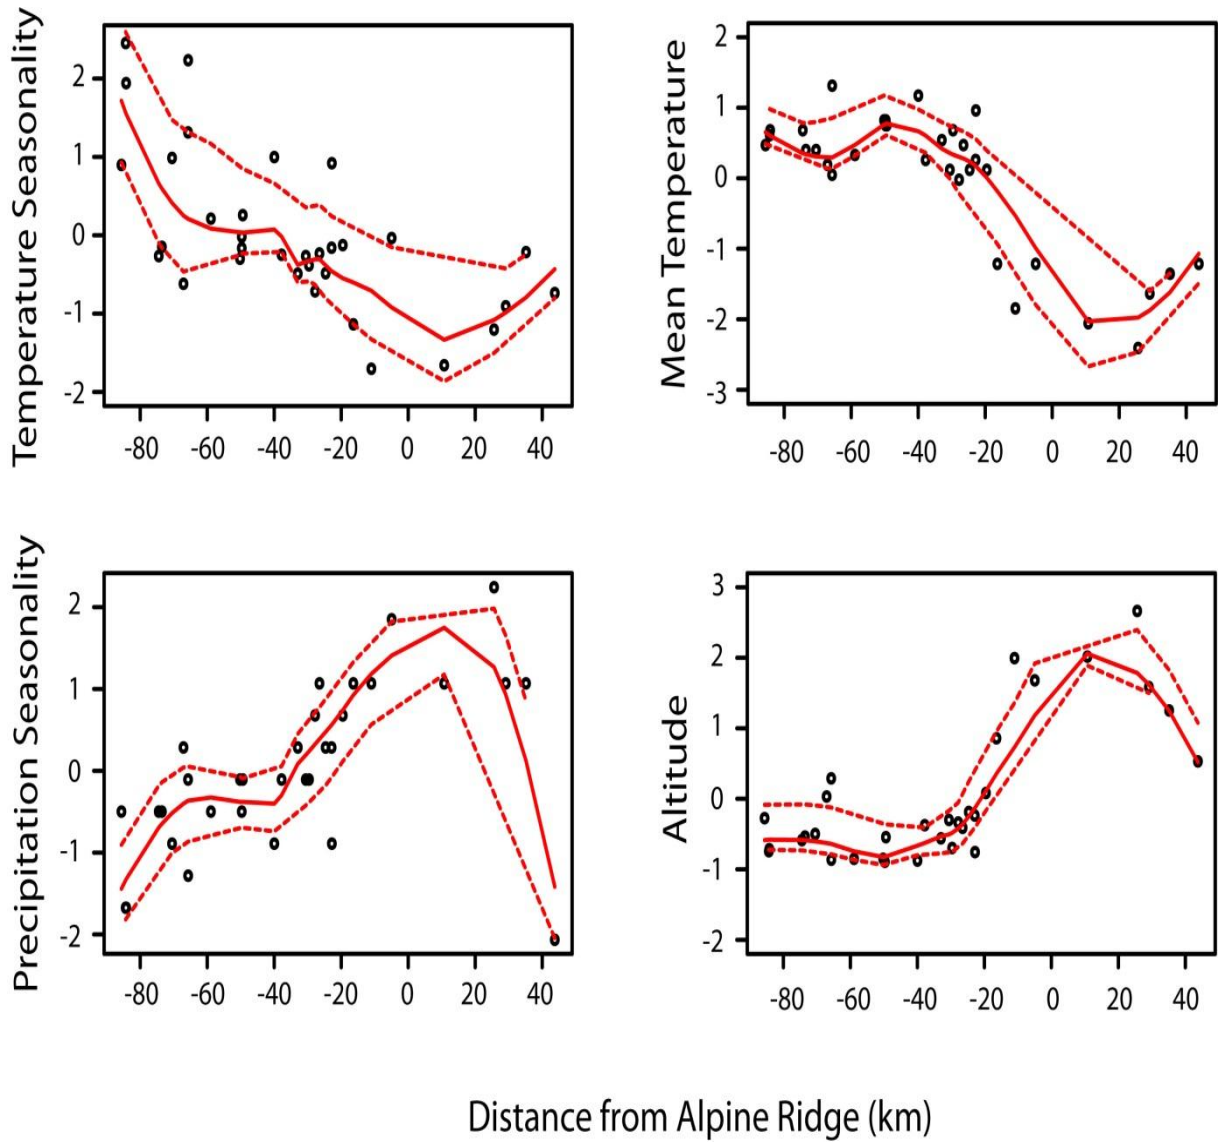 Temperature Seasonality
2
1
0
-1
-2
-80 -60 -40 -20 0 20 40
Mean Temperature
2
1
0
-1
-2
-3
-80 -60 -40 -20 0 20 40
Precipitation Seasonality
2
1
0
-1
-2
-80 -60 -40 -20 0 20 40
Altitude
3
2
1
0
-1
-2
-80 -60 -40 -20 0 20 40
Distance from Alpine Ridge (km)